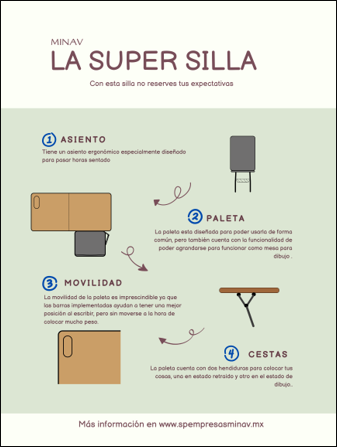 MINAV
LA SUPER SILLA
Con esta silla no reserves tus expectativas
1 ASIENTO
Tiene un asiento ergonómico especialmente diseñado
para pasar horas sentado
2 PALETA
La paleta esta diseñada para poder usarla de forma
común, pero también cuenta con la funcionalidad de
poder agrandarse para funcionar como mesa para
dibujo.
3 MOVILIDAD
La movilidad de la paleta es imprescindible ya que
las barras implementadas ayudan a tener una mejor
posición al escribir, pero sin moverse a la hora de
colocar mucho peso.
4 CESTAS
La paleta cuenta con dos hendiduras para colocar tus
cosas, uno en estado retraido y otro en el estado de
dibujo..
Más información en www.spempresasminav.mx